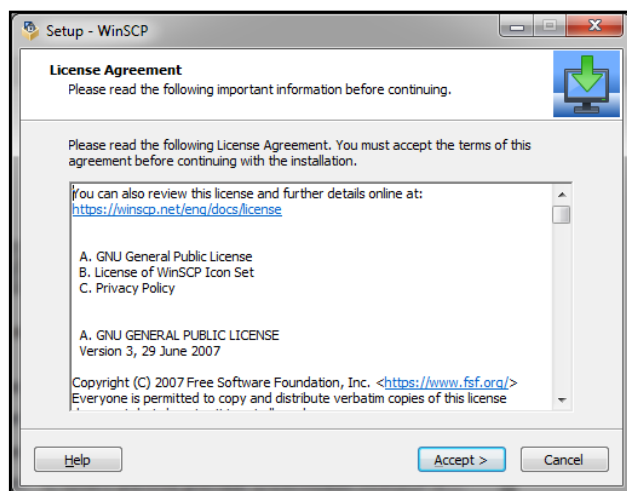 Setup - WinSCP
License Agreement
Please read the following important information before continuing.
Please read the following License Agreement. You must accept the terms of this
agreement before continuing with the installation.
You can also review this license and further details online at:
https://winscp.net/eng/docs/license
A. GNU General Public License
B. License of WinSCP Icon Set
C. Privacy Policy
A. GNU GENERAL PUBLIC LICENSE
Version 3, 29 June 2007
Copyright (C) 2007 Free Software Foundation, Inc. <https://www.fsf.org/>
Everyone is permitted to copy and distribute verbatim copies of this license
Help
Accept >
Cancel